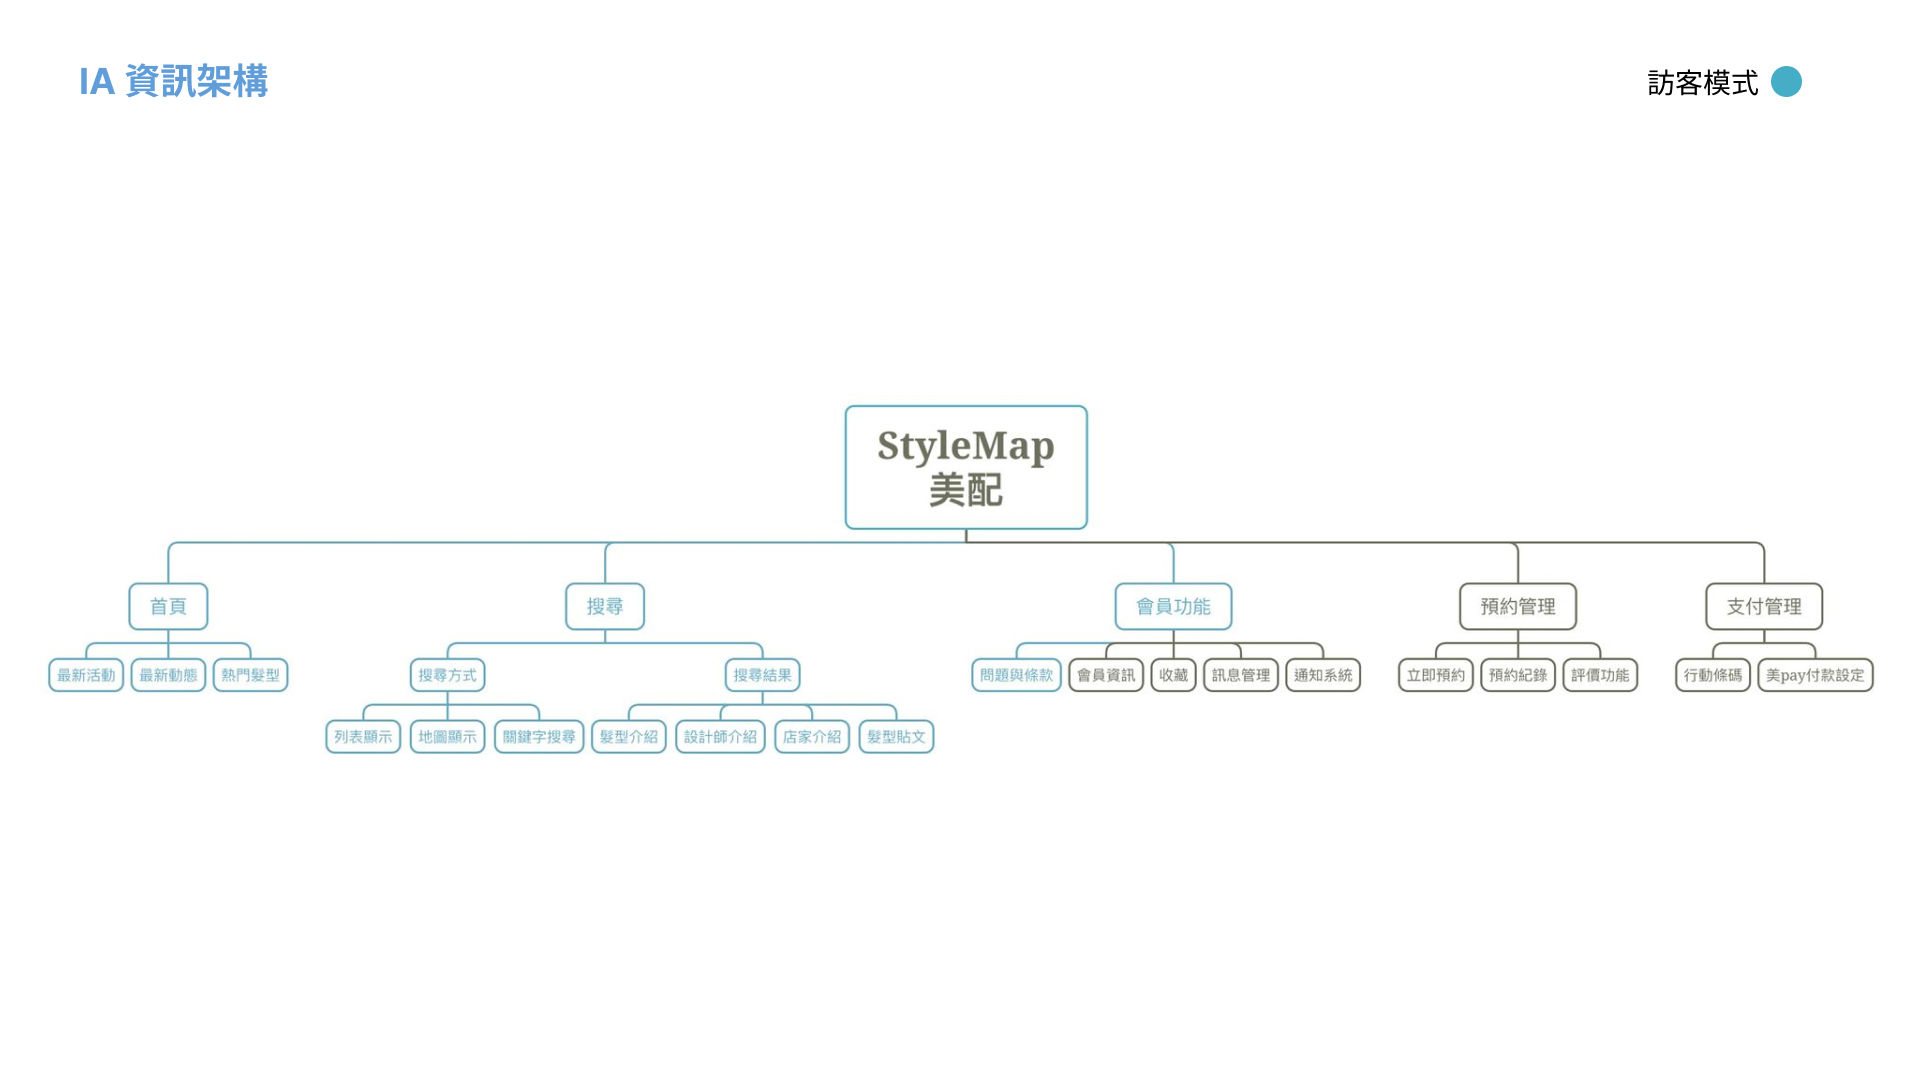 IA 資訊架構
訪客模式
StyleMap
美配
首頁
搜尋
會員功能
預約管理
支付管理
最新活動
最新動態
熱門髮型
搜尋方式
搜尋結果
問題與條款
會員資訊
收藏
訊息管理
通知系統
立即預約
預約紀錄
評價功能
行動條碼
美pay付款設定
列表顯示
地圖顯示
關鍵字搜尋
髮型介紹
設計師介紹
店家介紹
髮型貼文